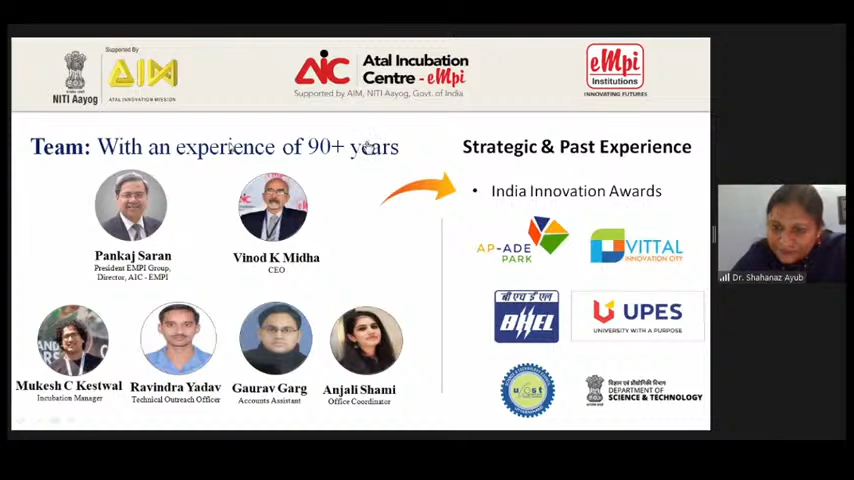 Supported By
AIM
ATAL INNOVATION MISSION
NITI Aayog
AIC
Atal Incubation
Centre - eMpi
Supported by AIM, NITI Aayog, Govt. of India
eMpi
Institutions
INNOVATING FUTURES
Team: With an experience of 90+ years
Pankaj Saran
President EMPI Group,
Director, AIC - EMPI
Vinod K Midha
CEO
Mukesh C Kestwal
Incubation Manager
Ravindra Yadav
Technical Outreach Officer
Gaurav Garg
Accounts Assistant
Anjali Shami
Office Coordinator
Strategic & Past Experience
• India Innovation Awards
AP-ADE
PARK
VITTAL
INNOVATION CITY
बीएचईएल
BHEL
UPES
UNIVERSITY WITH A PURPOSE
विज्ञान एवं प्रौद्योगिकी विभाग
DEPARTMENT OF
SCIENCE & TECHNOLOGY
Dr. Shahanaz Ayub